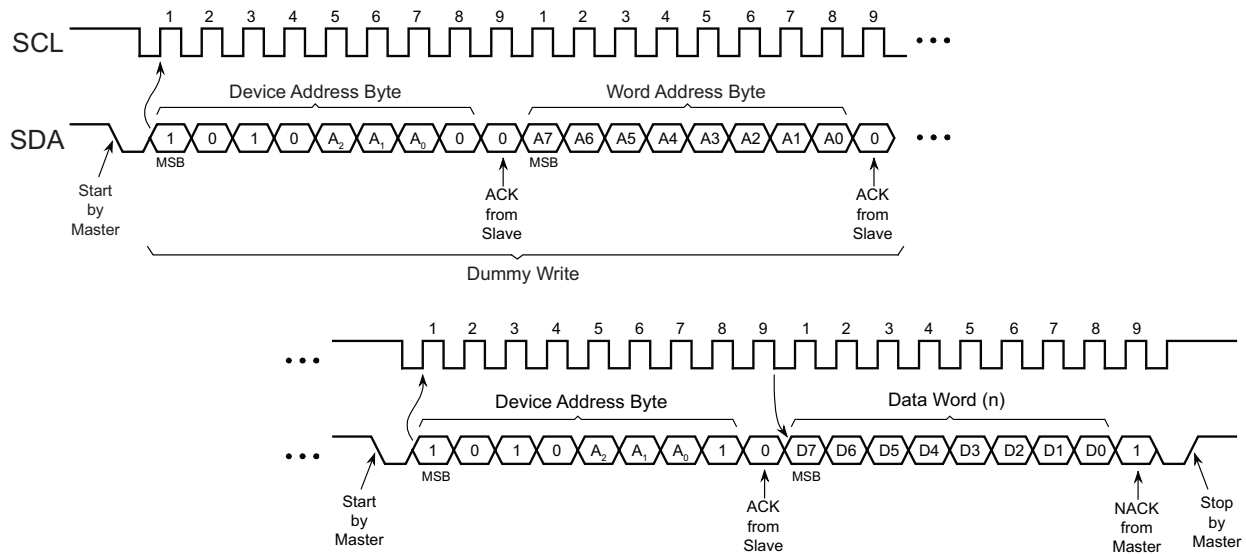 1 2 3 4 5 6 7 8 9 1 2 3 4 5 6 7 8 9
SCL
Device Address Byte Word Address Byte
SDA 1 0 1 0 A2 A1 A0 0 0 A7 A6 A5 A4 A3 A2 A1 A0 0
MSB MSB
Start by Master
ACK from Slave
ACK from Slave
Dummy Write
1 2 3 4 5 6 7 8 9 1 2 3 4 5 6 7 8 9
Device Address Byte Data Word (n)
1 0 1 0 A2 A1 A0 1 0 D7 D6 D5 D4 D3 D2 D1 D0 1
MSB MSB
Start by Master
ACK from Slave
NACK from Master
Stop by Master